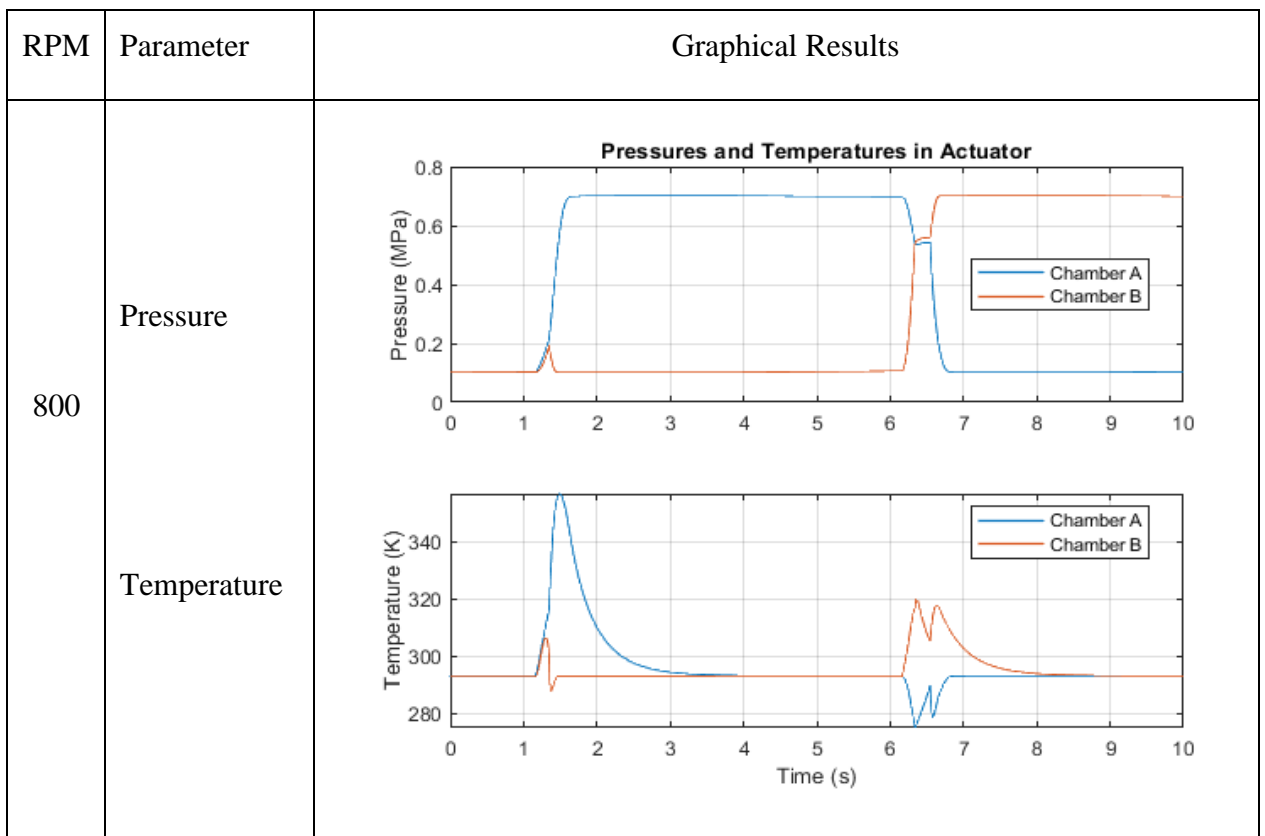 RPM Parameter Graphical Results
800
Pressure
Pressures and Temperatures in Actuator
Pressure (MPa)
0.8
0.6
0.4
0.2
0
0 1 2 3 4 5 6 7 8 9 10
Chamber A
Chamber B
Temperature
Temperature (K)
340
320
300
280
0 1 2 3 4 5 6 7 8 9 10
Time (s)
Chamber A
Chamber B